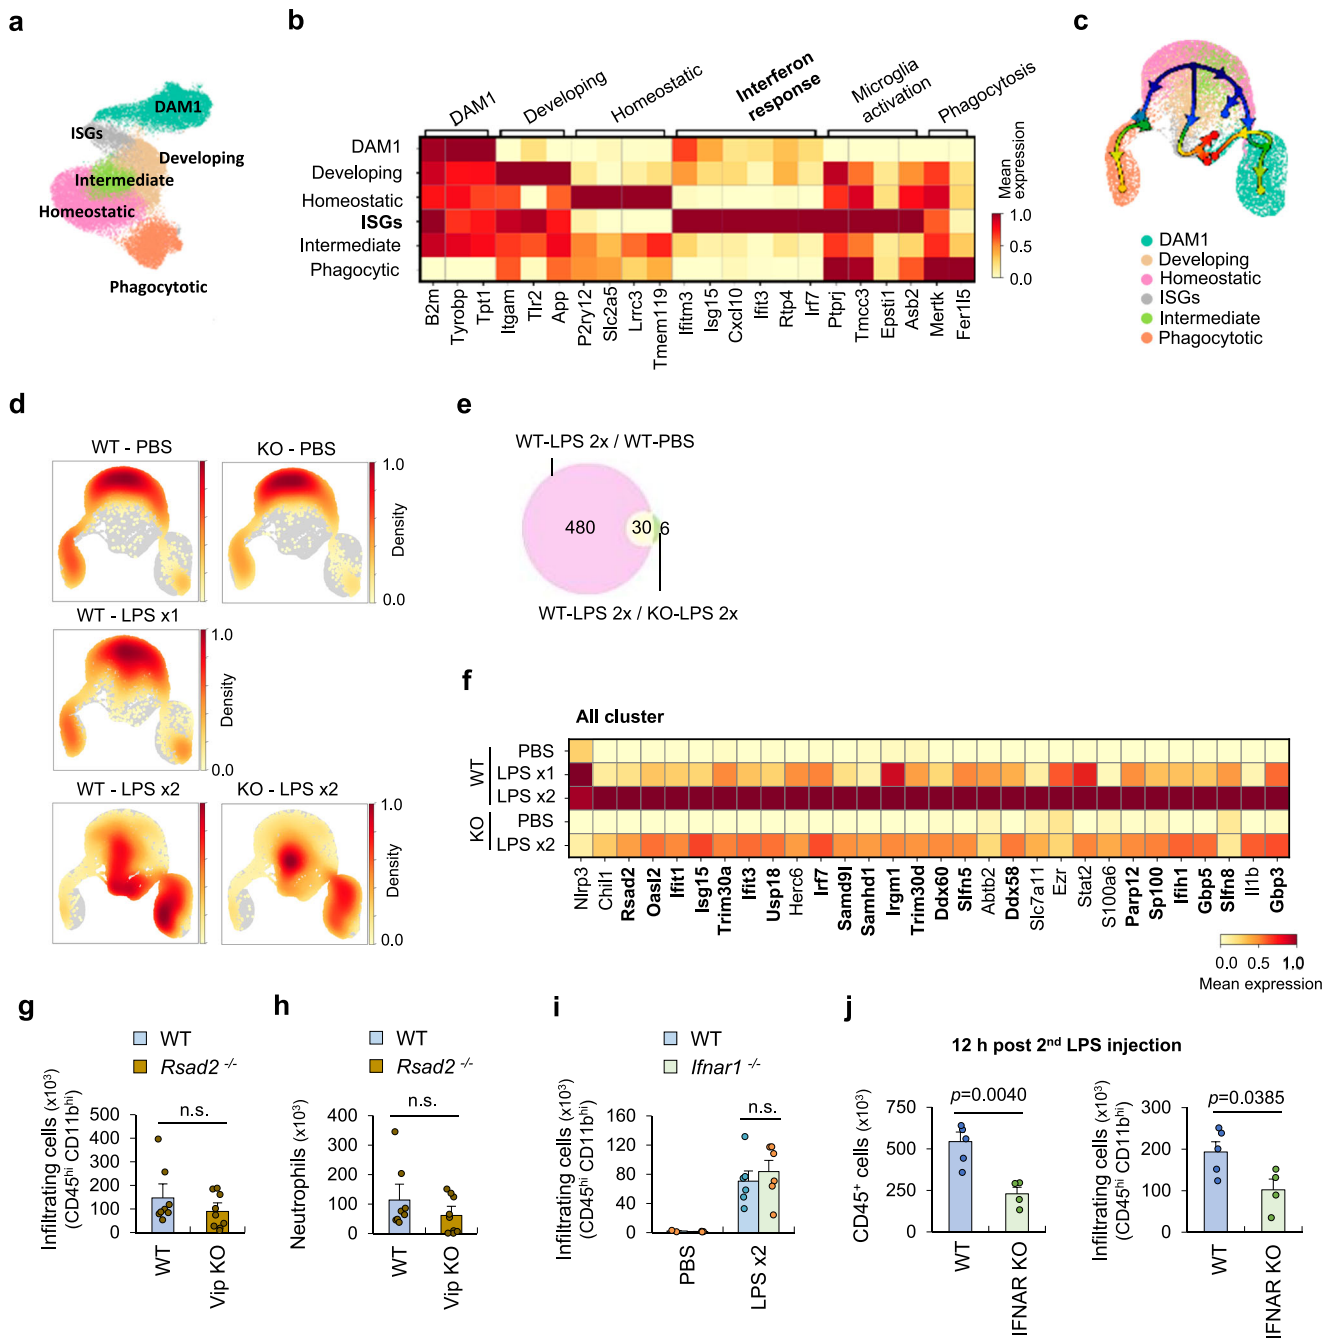 a
DAM1
ISGs
Developing
Intermediate
Homeostatic
Phagocytotic
b
DAM1
Developing
Homeostatic
Interferon
response
Microglia
activation
Phagocytosis
DAM1
Developing
Homeostatic
ISGs
Intermediate
Phagocytic
B2m
Tyrobp
Tpt1
Itgam
Tlr2
App
P2ry12
Slc2a5
Lrrc3
Tmem119
Ifitm3
Isg15
Cxcl10
Ifit3
Rtp4
Irf7
Ptprj
Tmcc3
Epsti1
Asb2
Mertk
Fer1l5
Mean
expression
1.0
0.5
0.0
c
DAM1
Developing
Homeostatic
ISGs
Intermediate
Phagocytotic
d
WT - PBS
KO - PBS
1.0
Density
0.0
WT - LPS x1
1.0
Density
0.0
WT - LPS x2
KO - LPS x2
1.0
Density
0.0
e
WT-LPS 2x / WT-PBS
480
30
6
WT-LPS 2x / KO-LPS 2x
f
All cluster
WT
PBS
LPS x1
LPS x2
KO
PBS
LPS x2
Nlrp3
Chil1
Rsad2
Oasl2
Ifit1
Isg15
Trim30a
Ifit3
Usp18
Herc6
Irf7
Samd9l
Samhd1
Irgm1
Trim30d
Ddx60
Slfn5
Abtb2
Ddx58
Slc7a11
Ezr
Stat2
S100a6
Parp12
Sp100
Ifih1
Gbp5
Slfn8
Il1b
Gbp3
0.0 0.5 1.0
Mean expression
g
WT
Rsad2 -/-
n.s.
Infiltrating cells (x10³)
(CD45ʰⁱ CD11bʰⁱ)
500
400
300
200
100
0
WT
Vip KO
h
WT
Rsad2 -/-
n.s.
Neutrophils (x10³)
400
300
200
100
0
WT
Vip KO
i
WT
Ifnar1 -/-
n.s.
Infiltrating cells (x10³)
(CD45ʰⁱ CD11bʰⁱ)
160
120
80
40
0
PBS
LPS x2
j
12 h post 2ⁿᵈ LPS injection
p=0.0040
CD45⁺ cells (x10³)
750
500
250
0
WT
IFNAR KO
p=0.0385
Infiltrating cells (x10³)
(CD45ʰⁱ CD11bʰⁱ)
300
200
100
0
WT
IFNAR KO